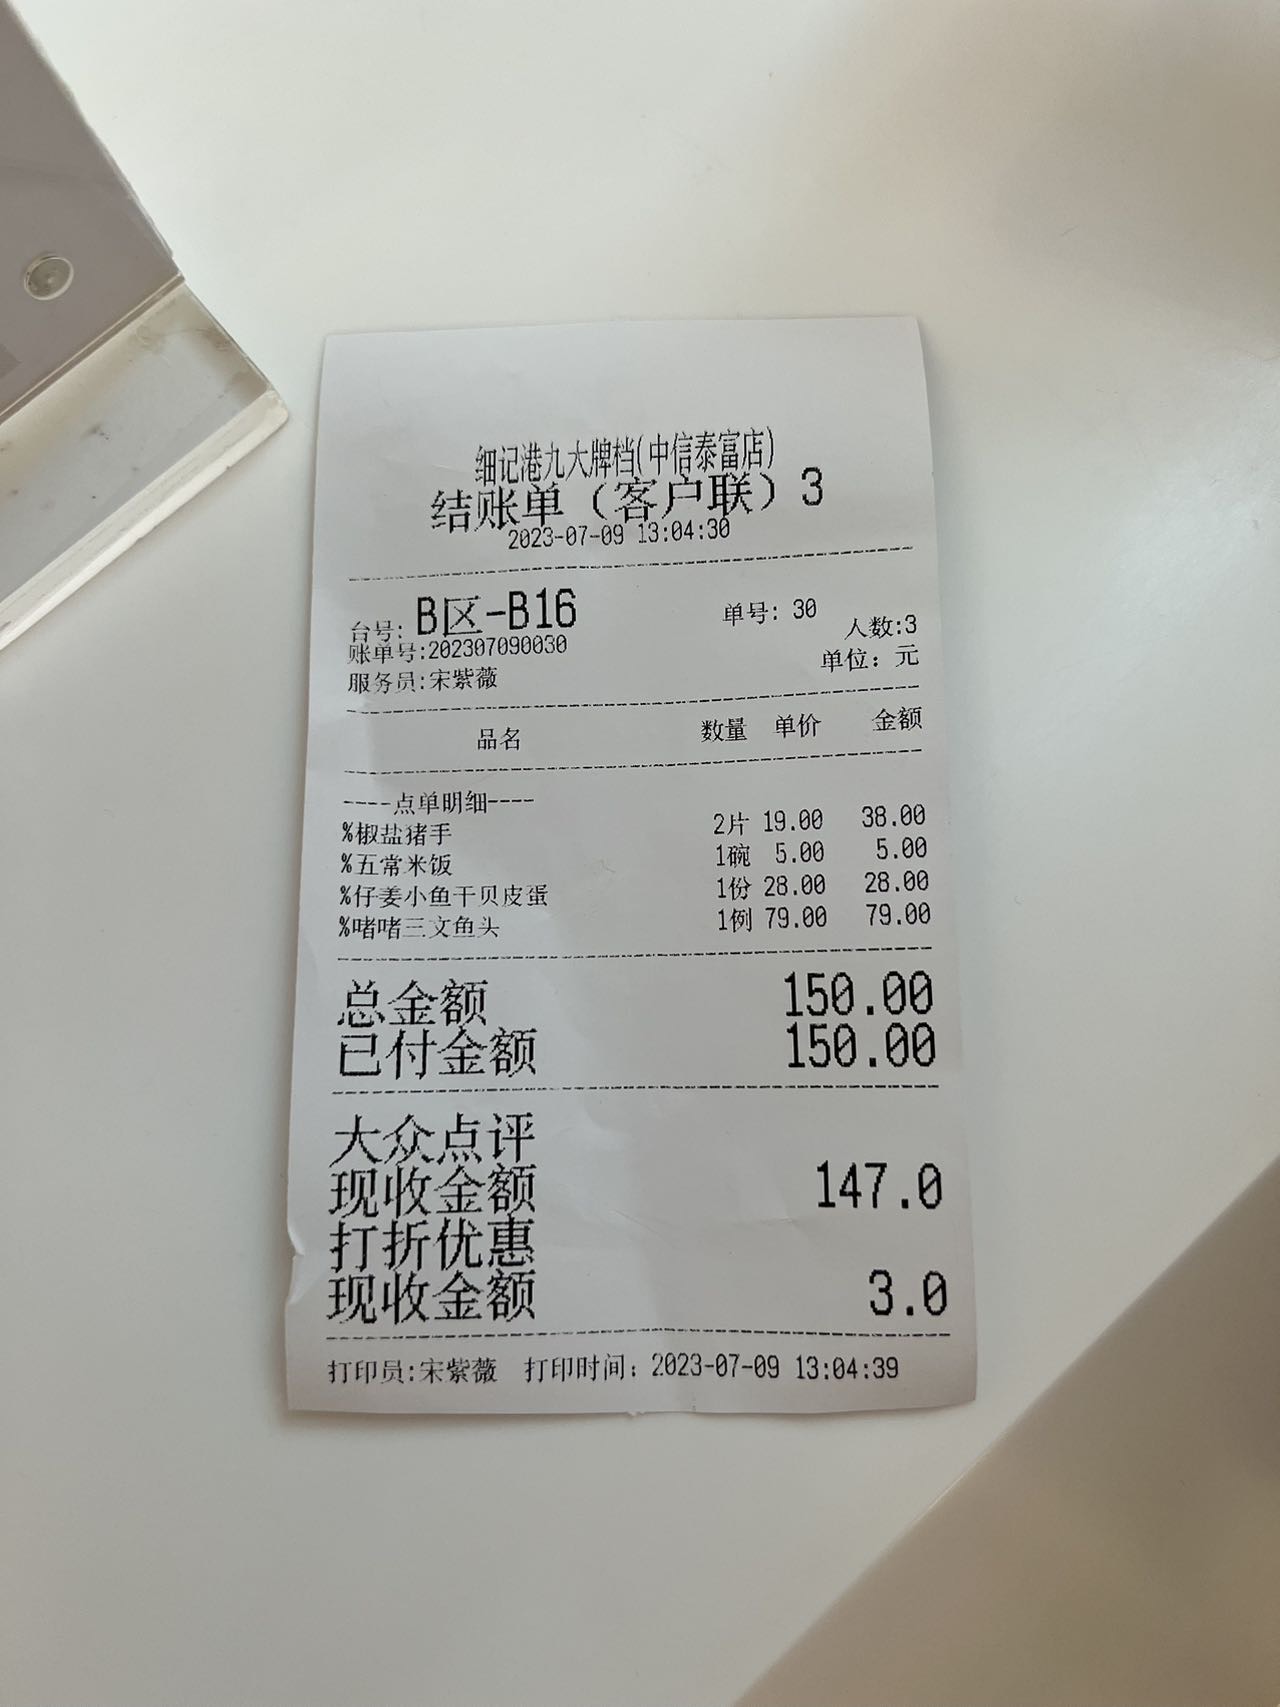 细记港九大牌档(中信泰富店)
结账单（客户联）3
2023-07-09 13:04:30
台号: B区-B16 单号: 30
账单号:202307090030 人数:3
服务员:宋紫薇 单位: 元
品名 数量 单价 金额
----点单明细----
%椒盐猪手 2片 19.00 38.00
%五常米饭 1碗 5.00 5.00
%仔姜小鱼干贝皮蛋 1份 28.00 28.00
%啫啫三文鱼头 1例 79.00 79.00
总金额 150.00
已付金额 150.00
大众点评
现收金额 147.0
打折优惠
现收金额 3.0
打印员:宋紫薇 打印时间: 2023-07-09 13:04:39